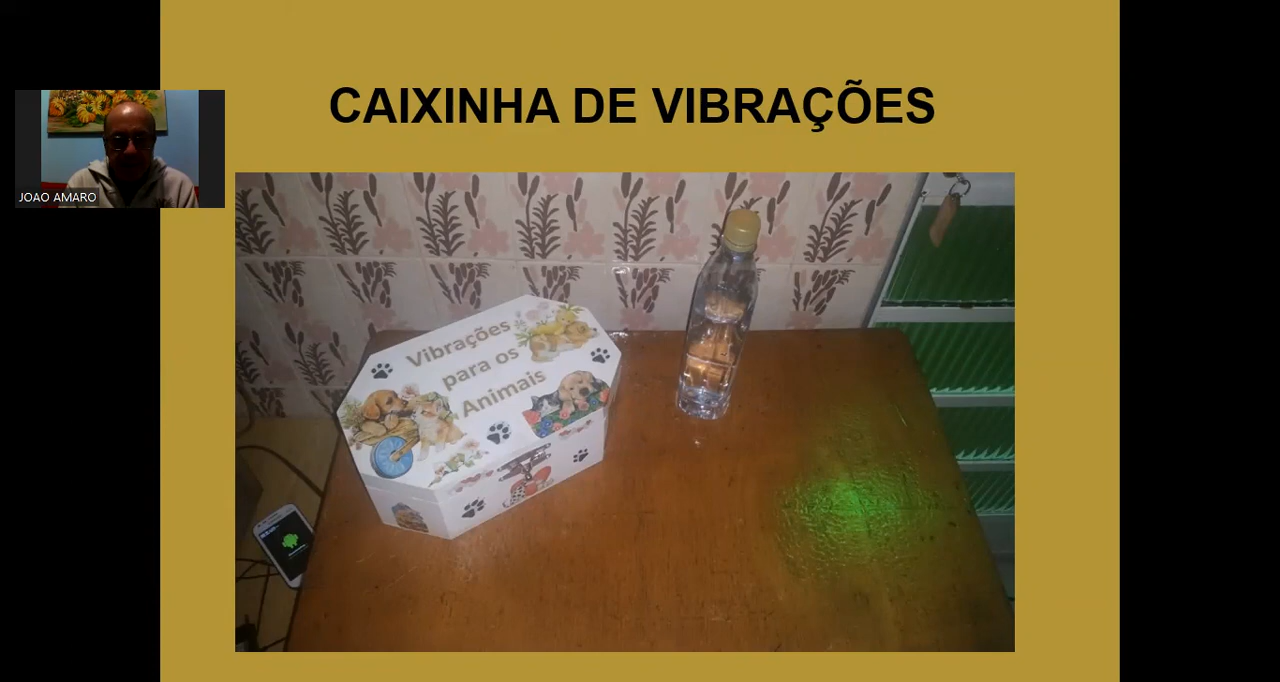 CAIXINHA DE VIBRAÇÕES
JOAO AMARO
Vibrações
para os
Animais